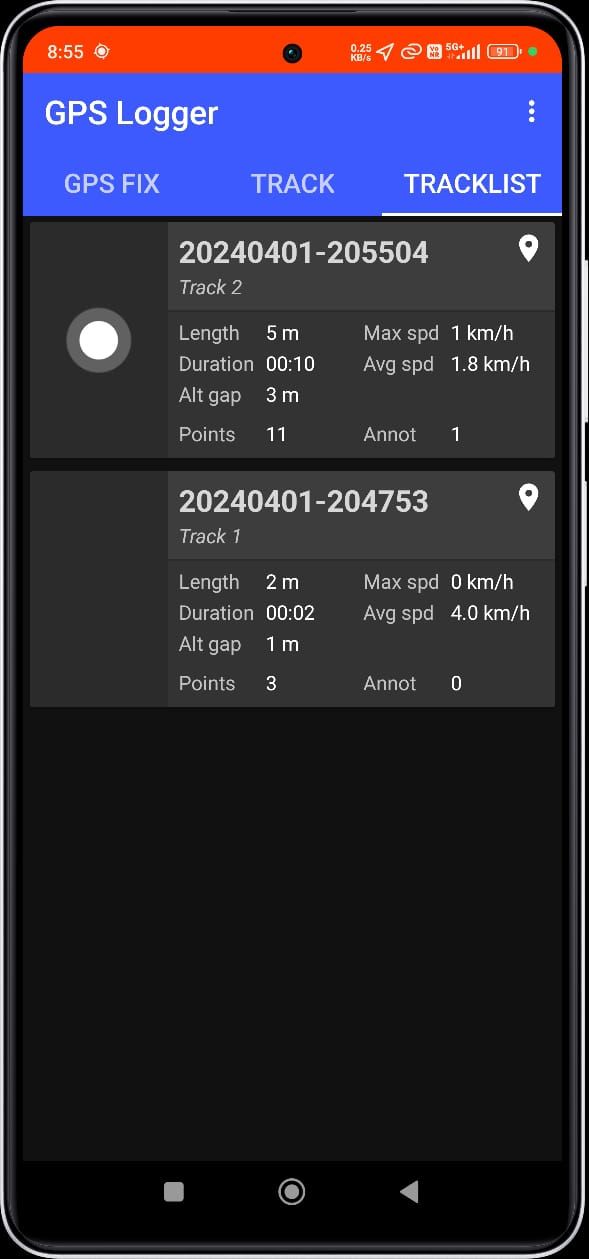 8:55 0.25 KB/s Vo NR 5G+ 91
GPS Logger
GPS FIX TRACK TRACKLIST
20240401-205504
Track 2
Length 5 m Max spd 1 km/h
Duration 00:10 Avg spd 1.8 km/h
Alt gap 3 m
Points 11 Annot 1
20240401-204753
Track 1
Length 2 m Max spd 0 km/h
Duration 00:02 Avg spd 4.0 km/h
Alt gap 1 m
Points 3 Annot 0